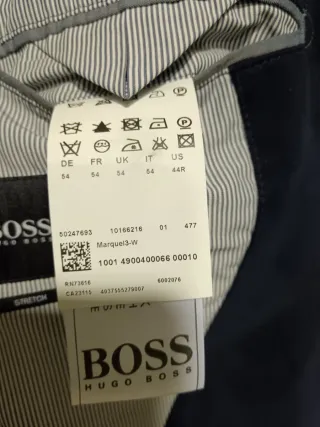 DE FR UK IT US
54 54 54 54 44R
50247693 10166216 01 477
Marquel3-W
1001 4900400066 00010
6002076
STRETCH
BOSS
HUGO BOSS
BOSS
HUGO BOSS